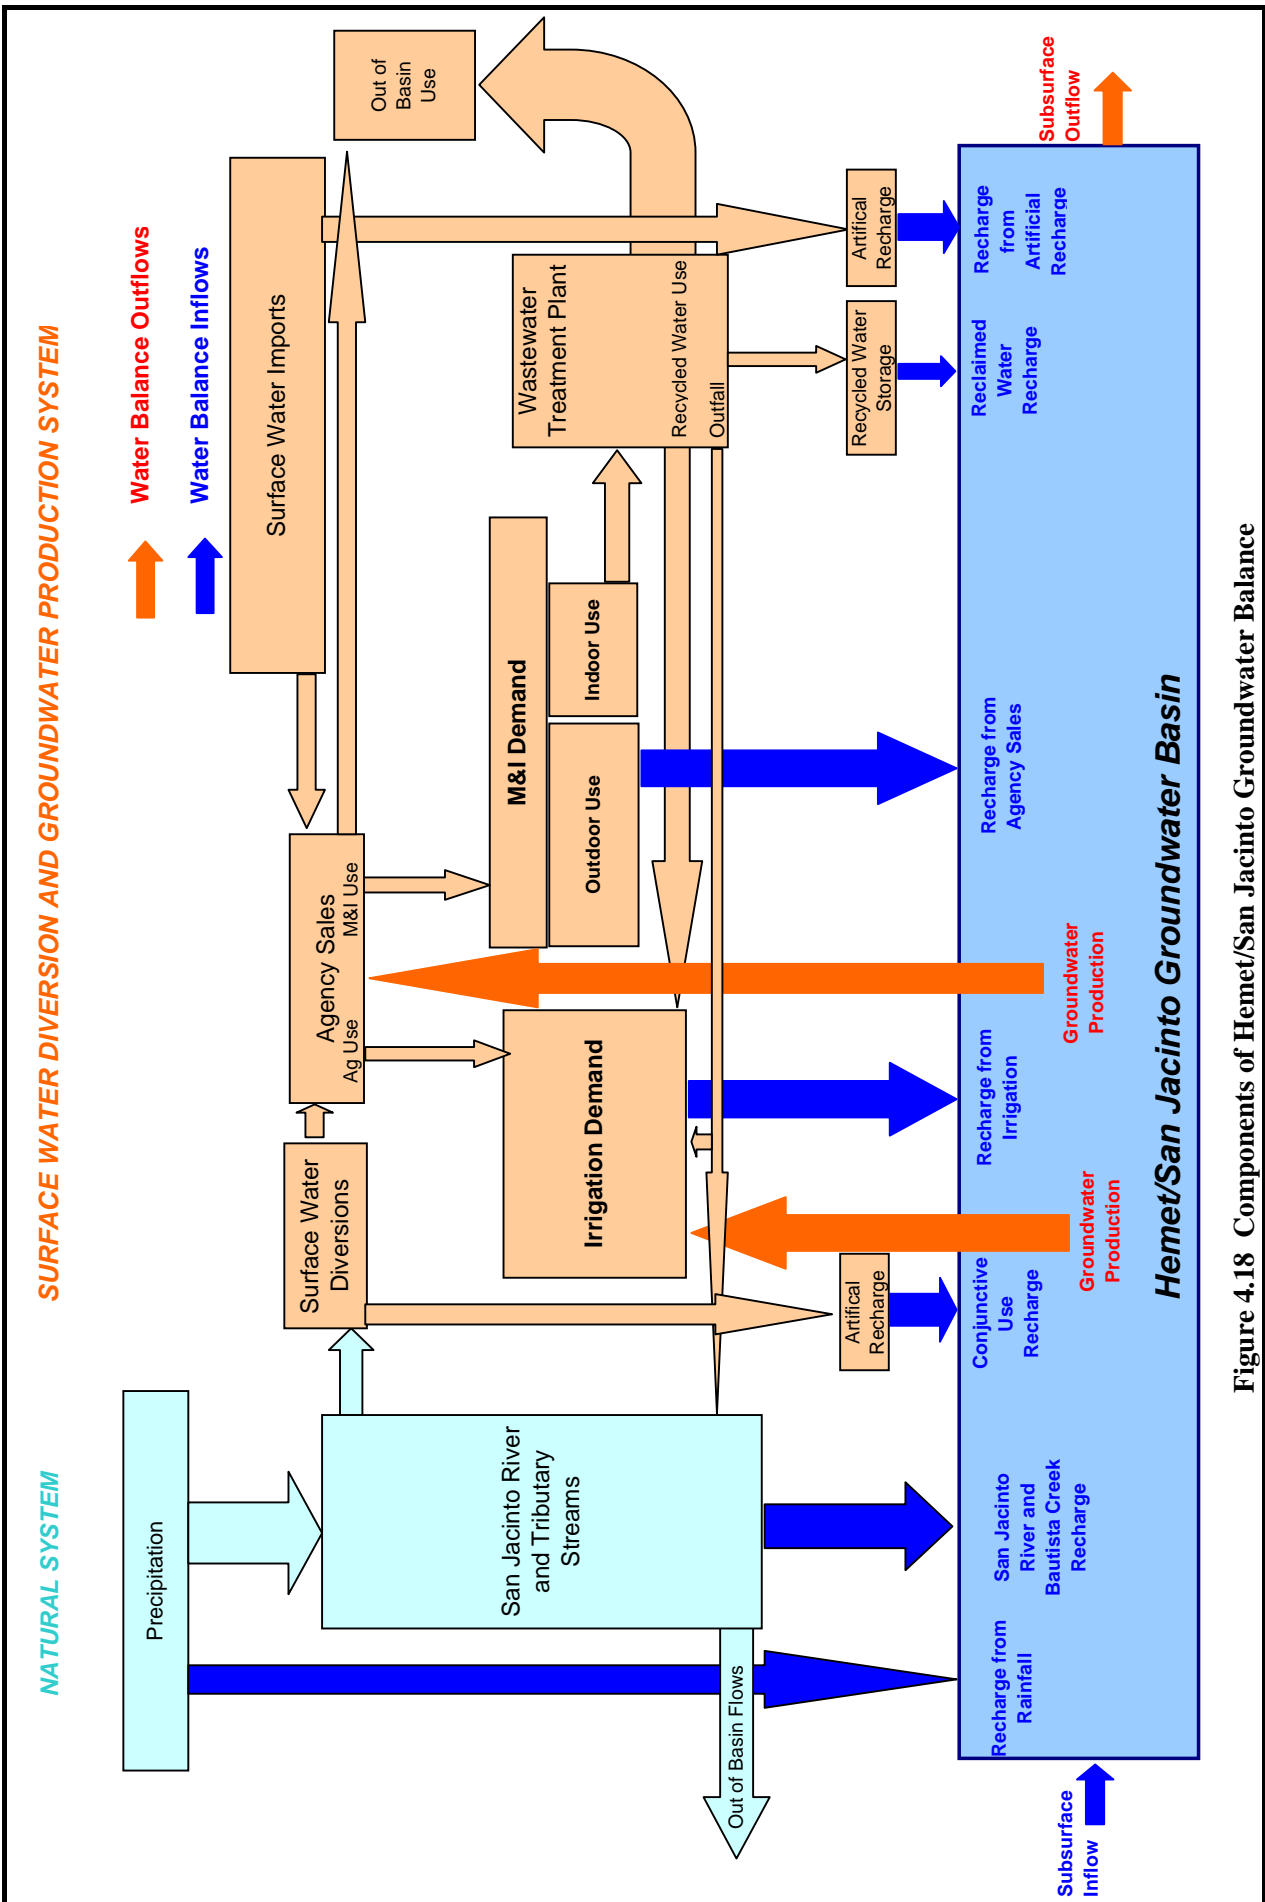 NATURAL SYSTEM
SURFACE WATER DIVERSION AND GROUNDWATER PRODUCTION SYSTEM
Water Balance Outflows
Water Balance Inflows
Precipitation
Surface Water Imports
Out of
Basin
Use
Surface Water
Diversions
Agency Sales
Ag Use
M&I Use
San Jacinto River
and Tributary
Streams
Irrigation Demand
M&I Demand
Outdoor Use
Indoor Use
Wastewater
Treatment Plant
Recycled Water Use
Outfall
Out of Basin Flows
Artifical
Recharge
Recycled Water
Storage
Artifical
Recharge
Subsurface
Inflow
Recharge from
Rainfall
San Jacinto
River and
Bautista Creek
Recharge
Conjunctive
Use
Recharge
Groundwater
Production
Recharge from
Irrigation
Groundwater
Production
Recharge from
Agency Sales
Reclaimed
Water
Recharge
Recharge
from
Artificial
Recharge
Subsurface
Outflow
Hemet/San Jacinto Groundwater Basin
Figure 4.18 Components of Hemet/San Jacinto Groundwater Balance